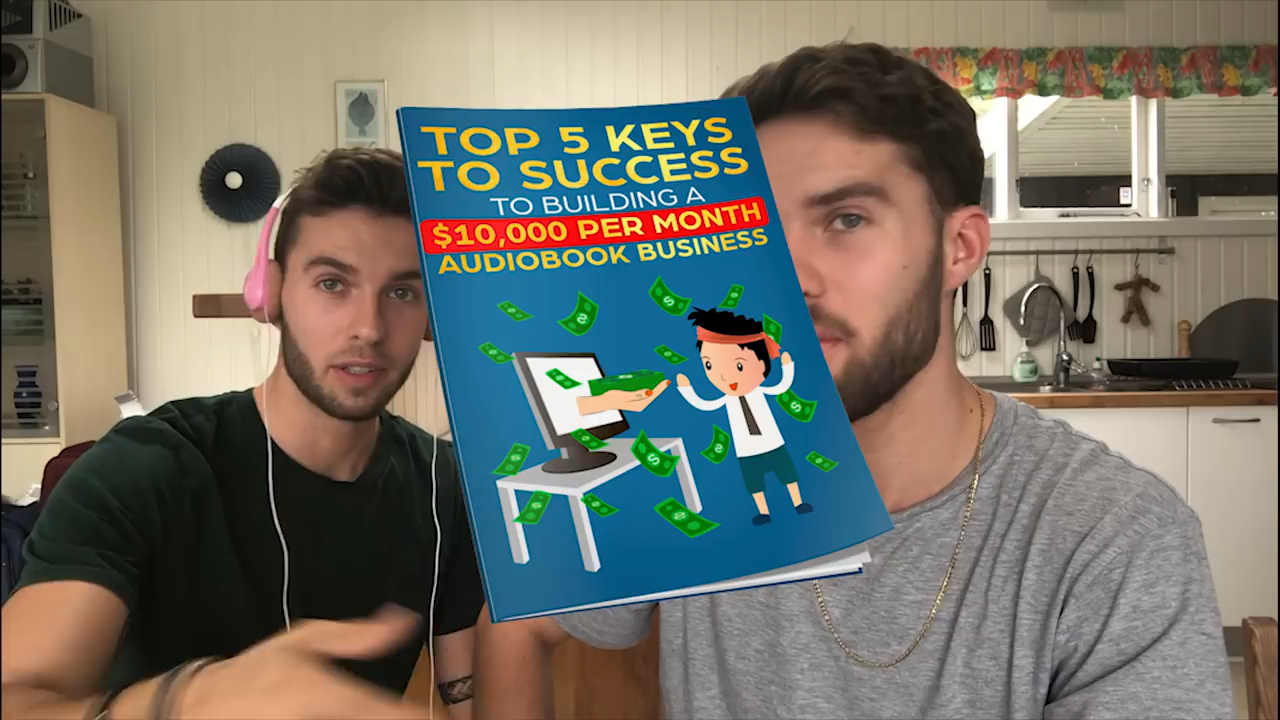 TOP 5 KEYS
TO SUCCESS
TO BUILDING A
$10,000 PER MONTH
AUDIOBOOK BUSINESS